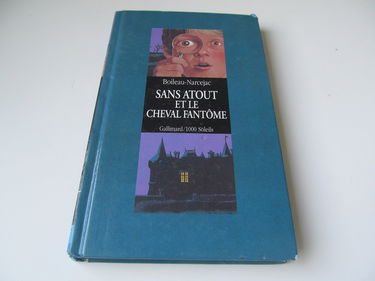 Boileau-Narcejac
SANS ATOUT
ET LE
CHEVAL FANTÔME
Gallimard/1000 Soleils